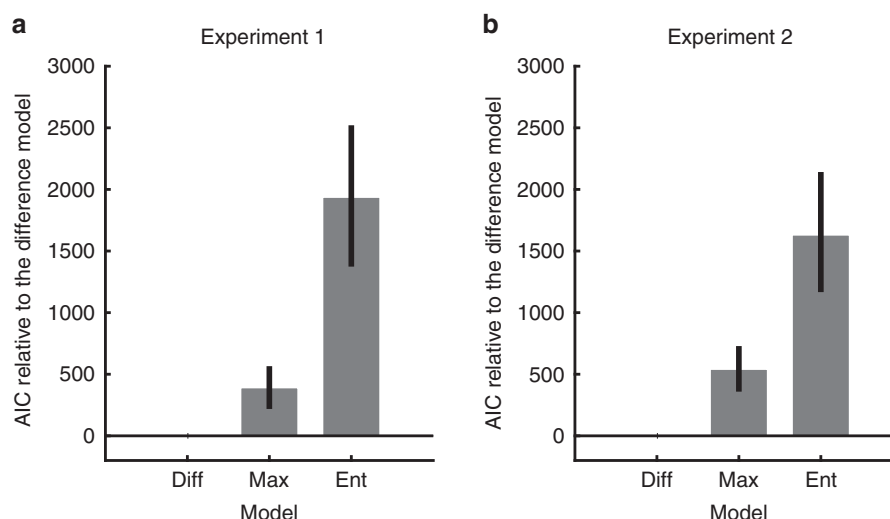 a
Experiment 1
AIC relative to the difference model
3000
2500
2000
1500
1000
500
0
Diff Max Ent
Model
b
Experiment 2
AIC relative to the difference model
3000
2500
2000
1500
1000
500
0
Diff Max Ent
Model